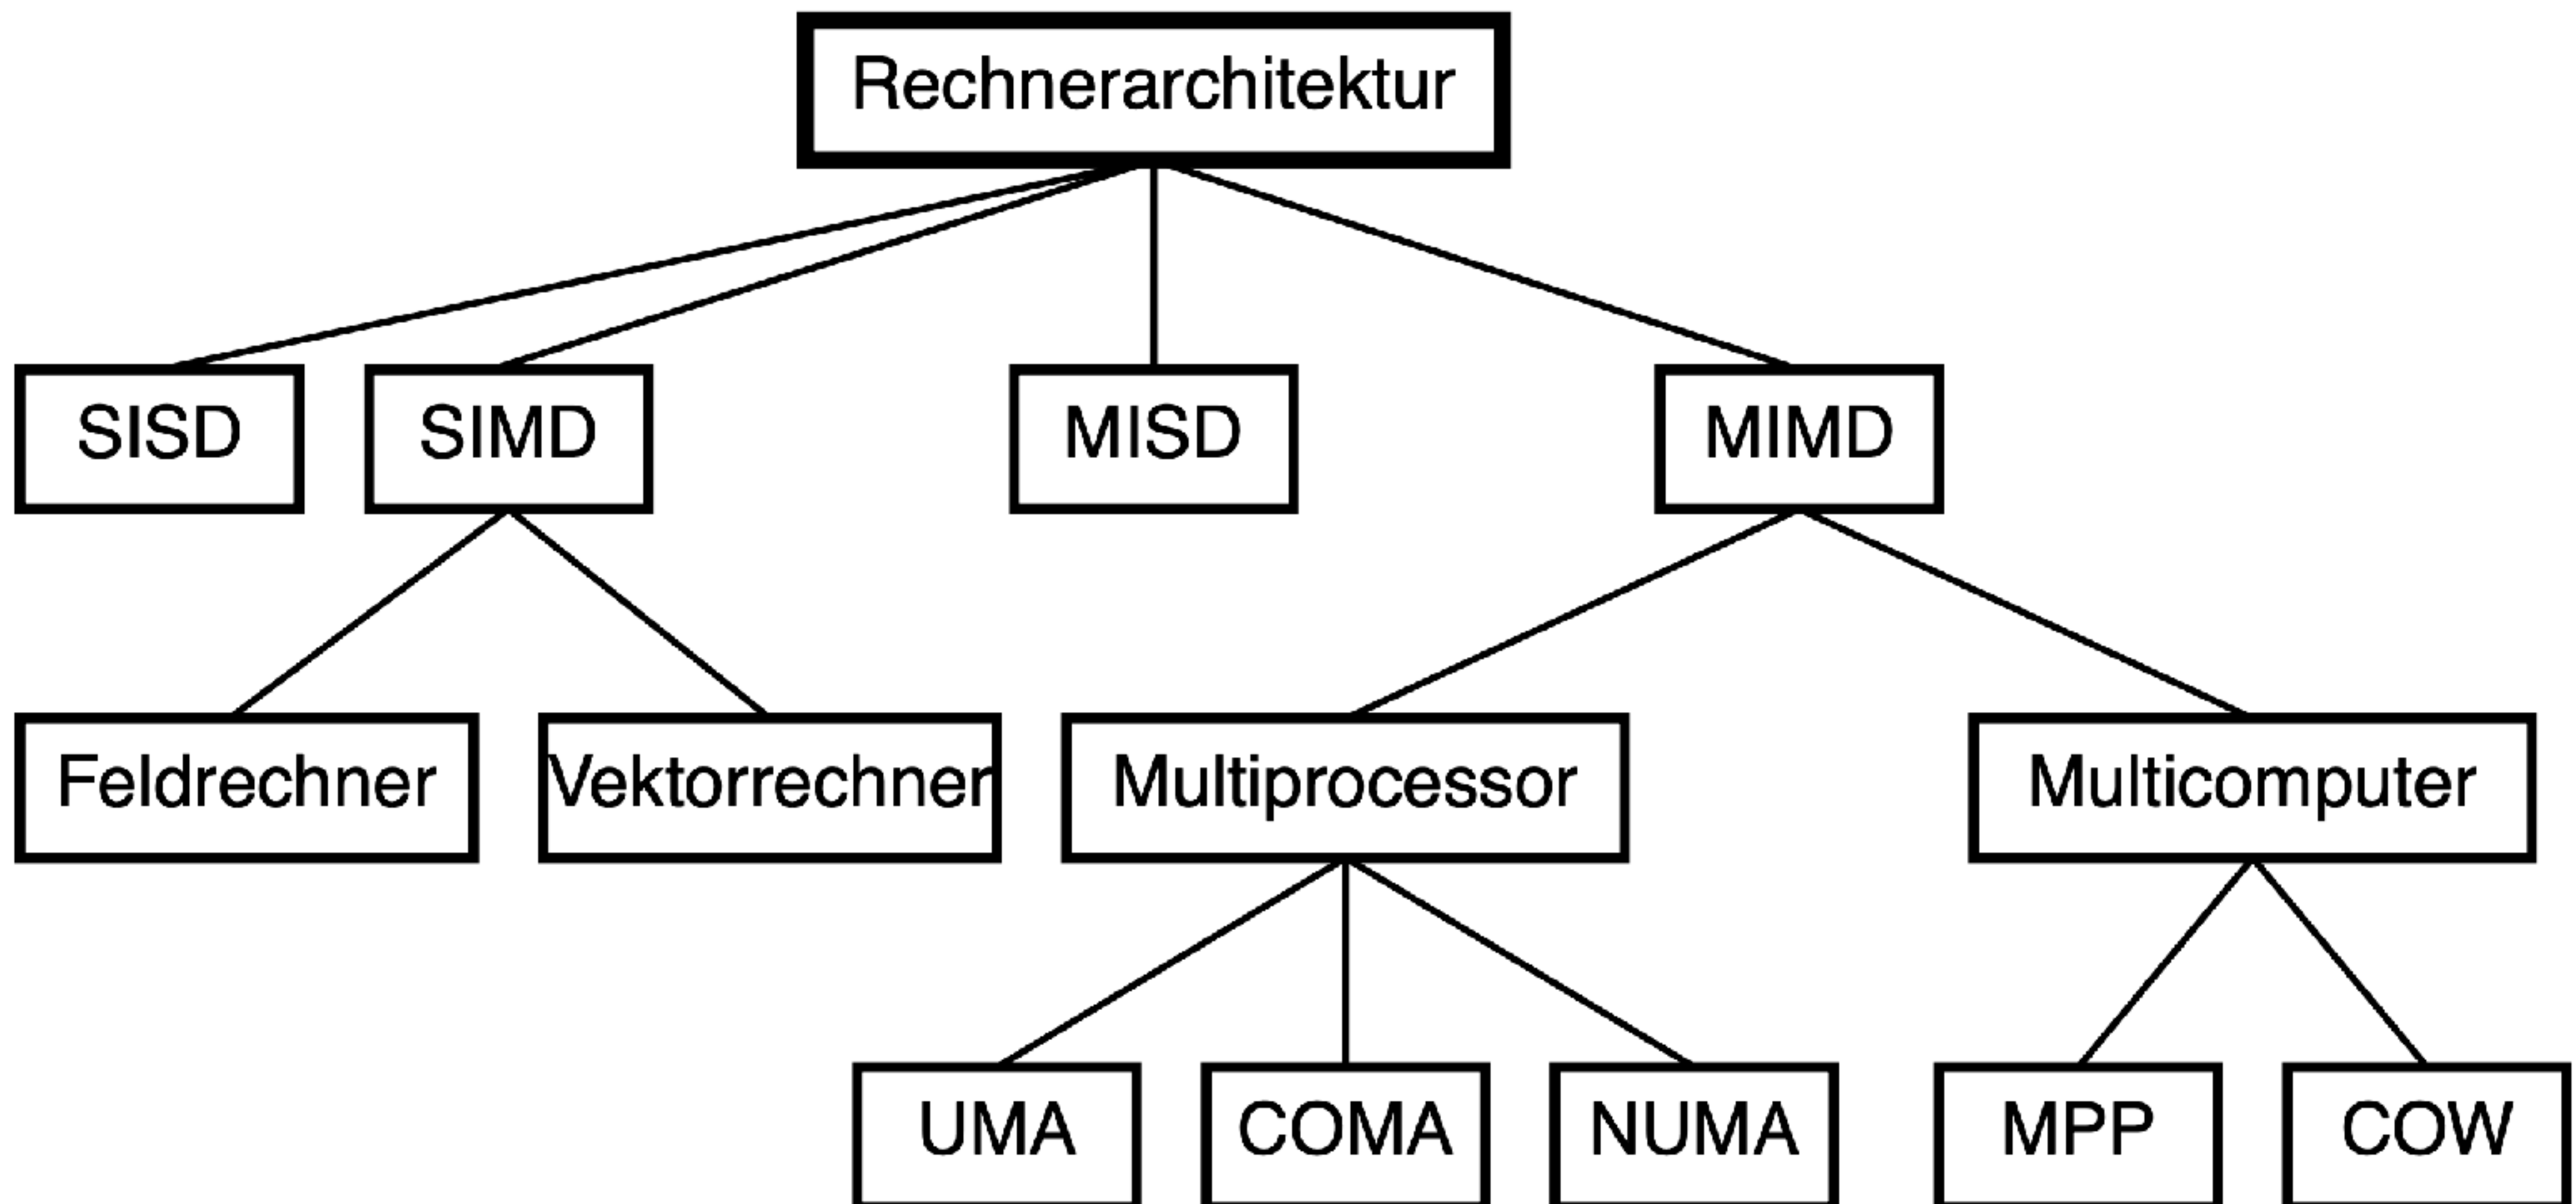 Rechnerarchitektur
SISD
SIMD
MISD
MIMD
Feldrechner
Vektorrechner
Multiprocessor
Multicomputer
UMA
COMA
NUMA
MPP
COW